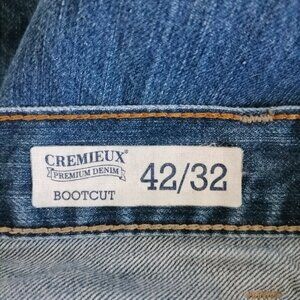 CREMIEUX®
PREMIUM DENIM
BOOTCUT
42/32